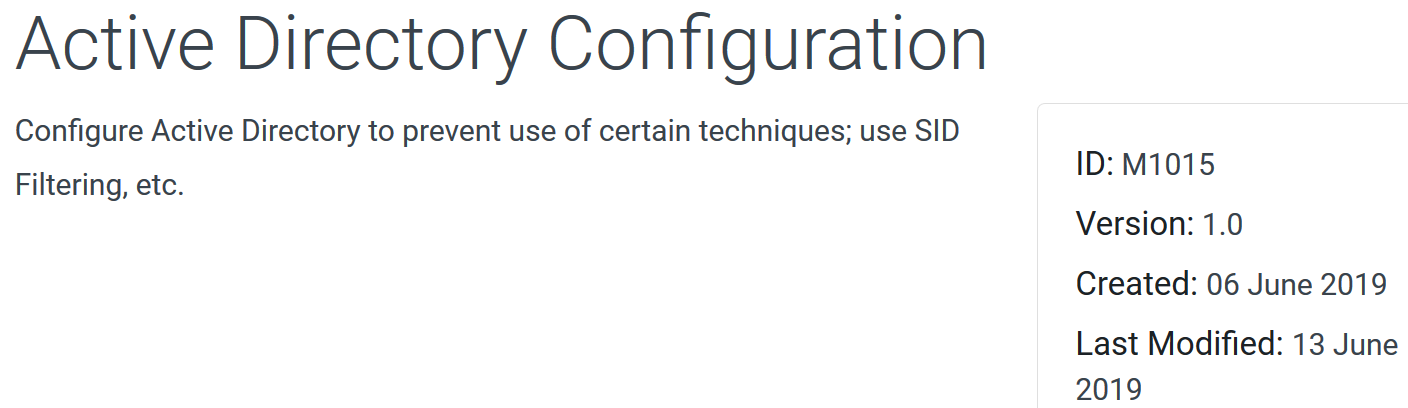 Active Directory Configuration
Configure Active Directory to prevent use of certain techniques; use SID
Filtering, etc.
ID: M1015
Version: 1.0
Created: 06 June 2019
Last Modified: 13 June
2019